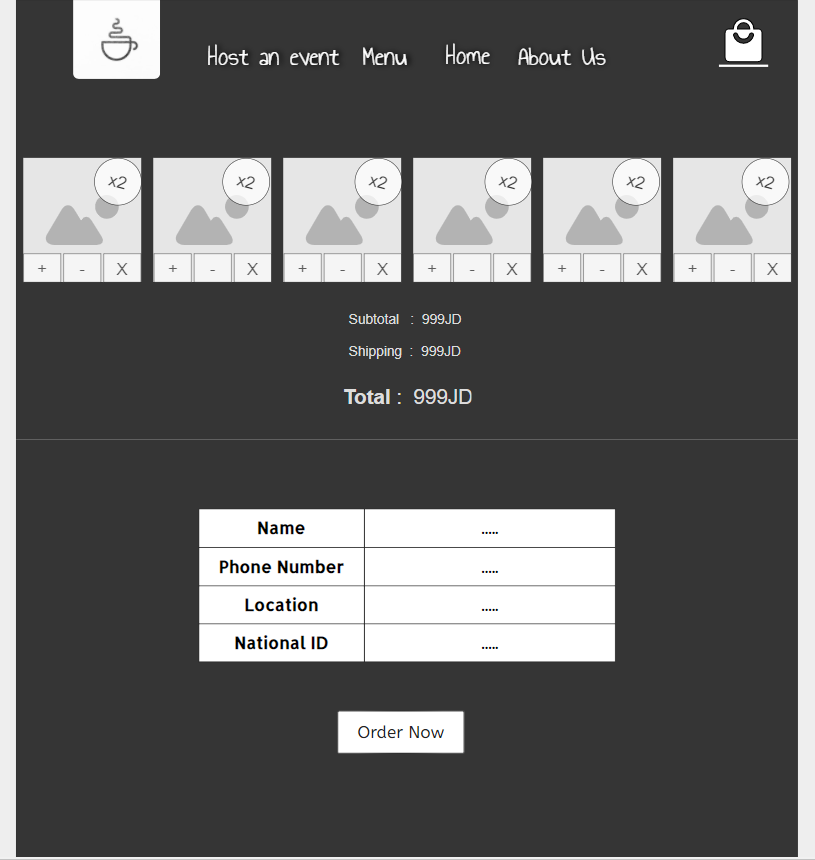 Host an event Menu Home About Us
x2 x2 x2 x2 x2 x2
+ - X + - X + - X + - X + - X + - X
Subtotal : 999JD
Shipping : 999JD
Total : 999JD
Name .....
Phone Number .....
Location .....
National ID .....
Order Now